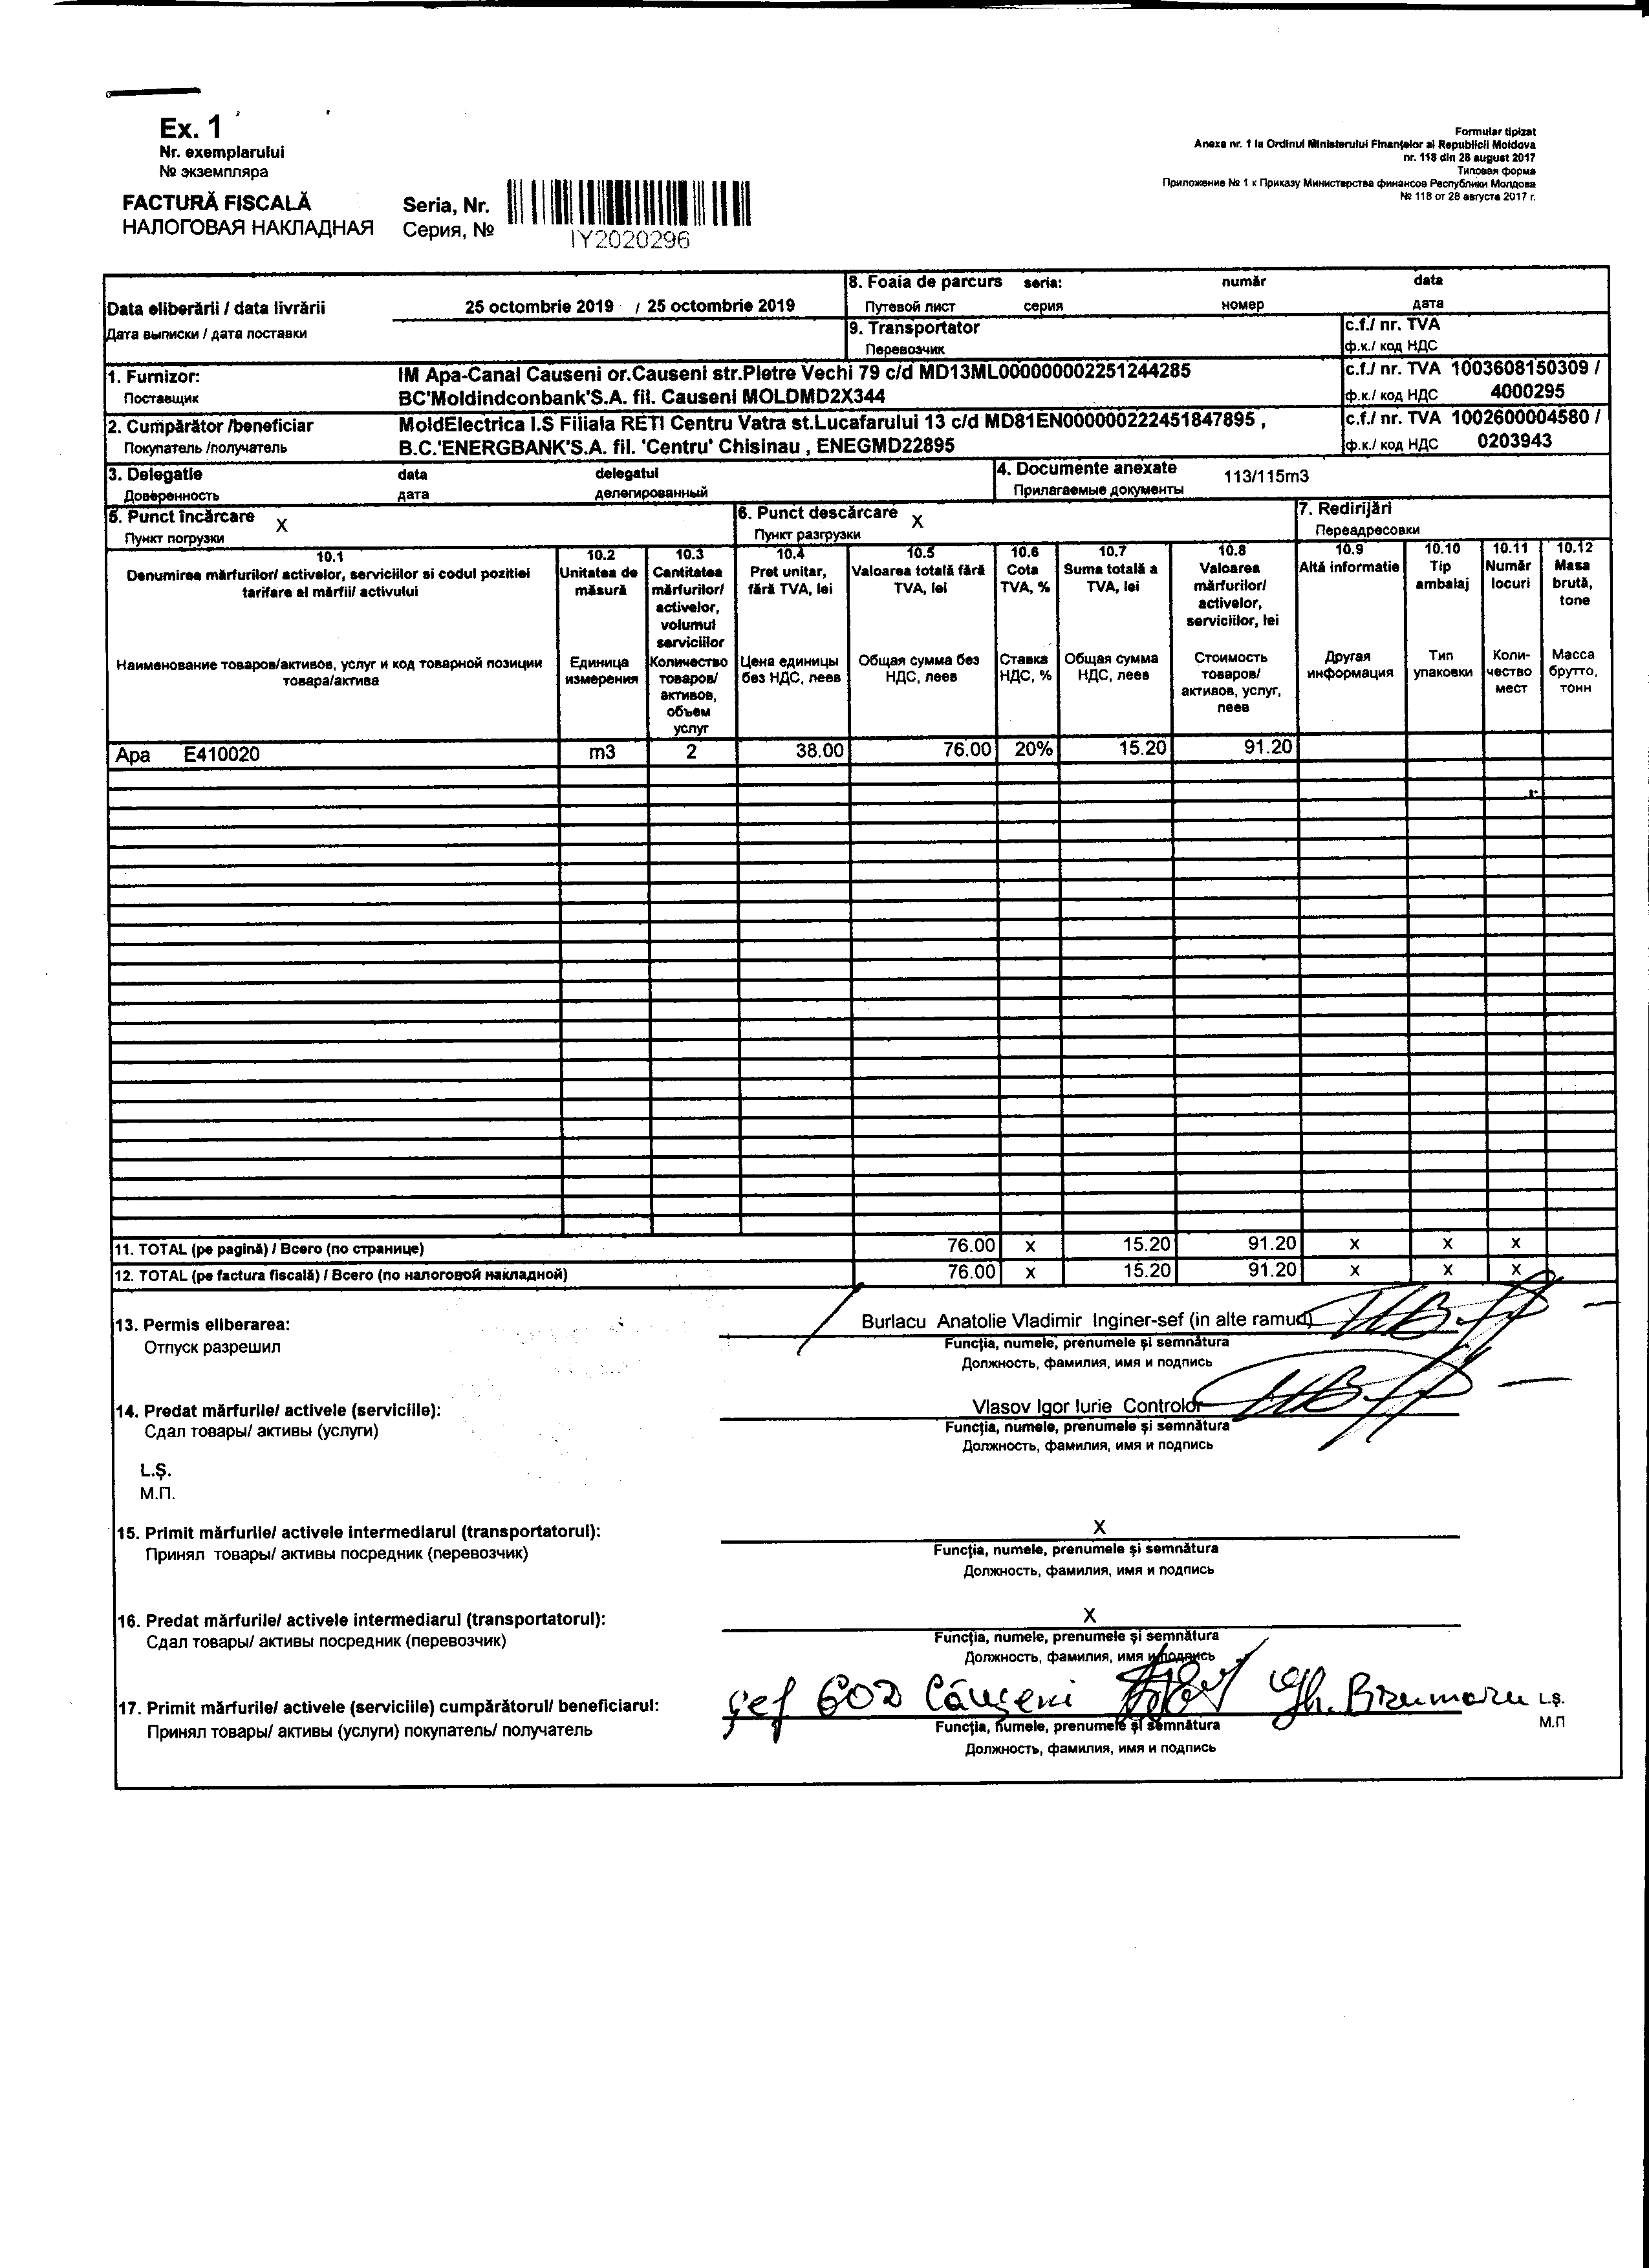 Ex. 1
Nr. exemplarului
№ экземпляра
FACTURĂ FISCALĂ
НАЛОГОВАЯ НАКЛАДНАЯ
Seria, Nr.
Серия, №
IY2020296
Formular tipizat
Anexa nr. 1 la Ordinul Ministerului Finanțelor al Republicii Moldova
nr. 118 din 28 august 2017
Типовая форма
Приложение № 1 к Приказу Министерства финансов Республики Молдова
№ 118 от 28 августа 2017 г.
Data eliberării / data livrării 25 octombrie 2019 / 25 octombrie 2019
Дата выписки / дата поставки
8. Foaia de parcurs seria: număr data
Путевой лист серия номер дата
9. Transportator c.f./ nr. TVA
Перевозчик ф.к./ код НДС
1. Furnizor: IM Apa-Canal Causeni or.Causeni str.Pietre Vechi 79 c/d MD13ML000000002251244285 c.f./ nr. TVA 1003608150309 /
Поставщик BC'Moldindconbank'S.A. fil. Causeni MOLDMD2X344 ф.к./ код НДС 4000295
2. Cumpărător /beneficiar MoldElectrica I.S Filiala RETI Centru Vatra st.Lucafarului 13 c/d MD81EN000000222451847895 , c.f./ nr. TVA 1002600004580 /
Покупатель /получатель B.C.'ENERGBANK'S.A. fil. 'Centru' Chisinau , ENEGMD22895 ф.к./ код НДС 0203943
3. Delegatie data delegatul 4. Documente anexate 113/115m3
Доверенность дата делегированный Прилагаемые документы
5. Punct încărcare X 6. Punct descărcare X 7. Redirijări
Пункт погрузки Пункт разгрузки Переадресовки
10.1 10.2 10.3 10.4 10.5 10.6 10.7 10.8 10.9 10.10 10.11 10.12
Denumirea mărfurilor/ activelor, serviciilor si codul pozitiei Unitatea de Cantitatea Pret unitar, Valoarea totală fără Cota Suma totală a Valoarea Altă informatie Tip Număr Masa
tarifare al mărfii/ activului măsură mărfurilor/ fără TVA, lei TVA, lei TVA, % TVA, lei mărfurilor/ ambalaj locuri brută,
activelor, activelor, tone
volumul serviciilor, lei
serviciilor
Наименование товаров/активов, услуг и код товарной позиции Единица Количество Цена единицы Общая сумма без Ставка Общая сумма Стоимость Другая Тип Коли- Масса
товара/актива измерения товаров/ без НДС, леев НДС, леев НДС, % НДС, леев товаров/ информация упаковки чество брутто,
активов, активов, услуг, мест тонн
объем леев
услуг
Apa E410020 m3 2 38.00 76.00 20% 15.20 91.20
11. TOTAL (pe pagină) / Всего (по странице) 76.00 x 15.20 91.20 x x x
12. TOTAL (pe factura fiscală) / Всего (по налоговой накладной) 76.00 x 15.20 91.20 x x x
13. Permis eliberarea: Burlacu Anatolie Vladimir Inginer-sef (in alte ramuri)
Отпуск разрешил Funcția, numele, prenumele și semnătura
Должность, фамилия, имя и подпись
14. Predat mărfurile/ activele (serviciile): Vlasov Igor Iurie Controlor
Сдал товары/ активы (услуги) Funcția, numele, prenumele și semnătura
Должность, фамилия, имя и подпись
L.Ș.
М.П.
15. Primit mărfurile/ activele intermediarul (transportatorul): X
Принял товары/ активы посредник (перевозчик) Funcția, numele, prenumele și semnătura
Должность, фамилия, имя и подпись
16. Predat mărfurile/ activele intermediarul (transportatorul): X
Сдал товары/ активы посредник (перевозчик) Funcția, numele, prenumele și semnătura
Должность, фамилия, имя и подпись
17. Primit mărfurile/ activele (serviciile) cumpărătorul/ beneficiarul: șef GOD Căușeni Gh. L.Ș.
Принял товары/ активы (услуги) покупатель/ получатель Funcția, numele, prenumele și semnătura М.П
Должность, фамилия, имя и подпись